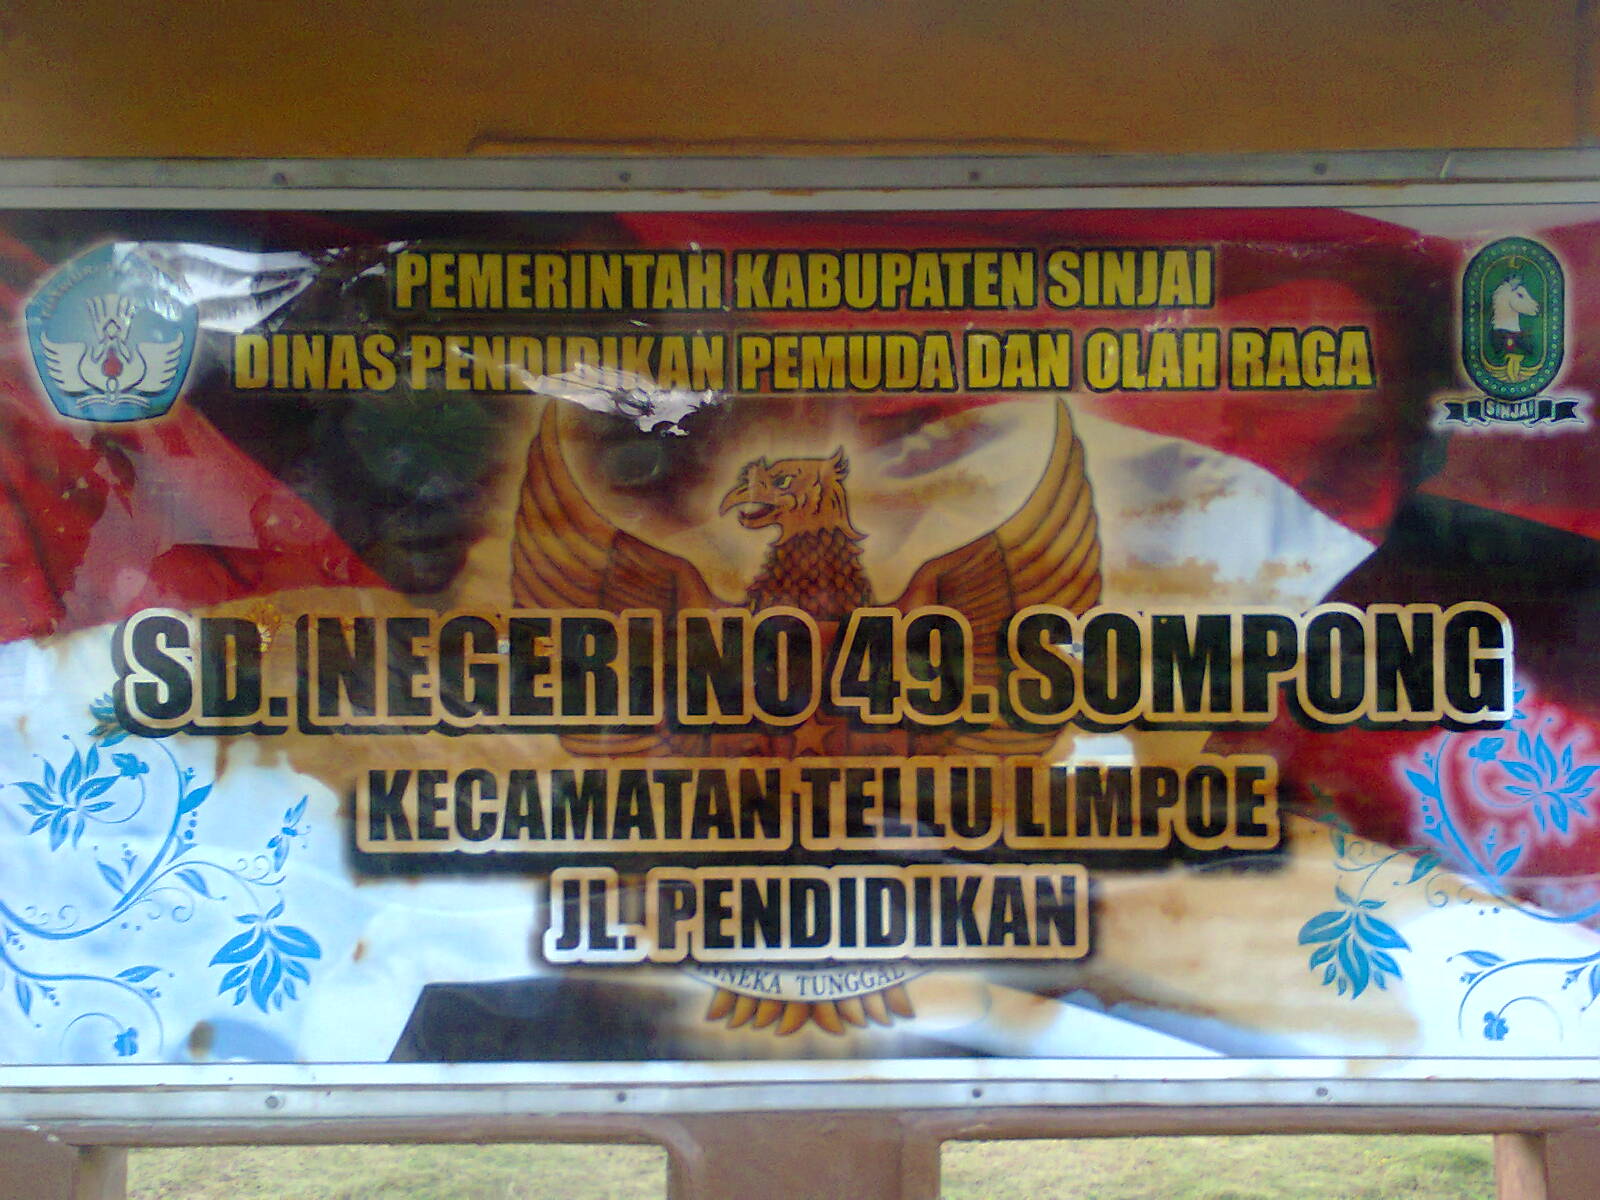 PEMERINTAH KABUPATEN SINJAI
DINAS PENDIDIKAN PEMUDA DAN OLAH RAGA
SINJAI
SD. NEGERI NO 49. SOMPONG
KECAMATAN TELLU LIMPOE
JL. PENDIDIKAN
TUNGGAL